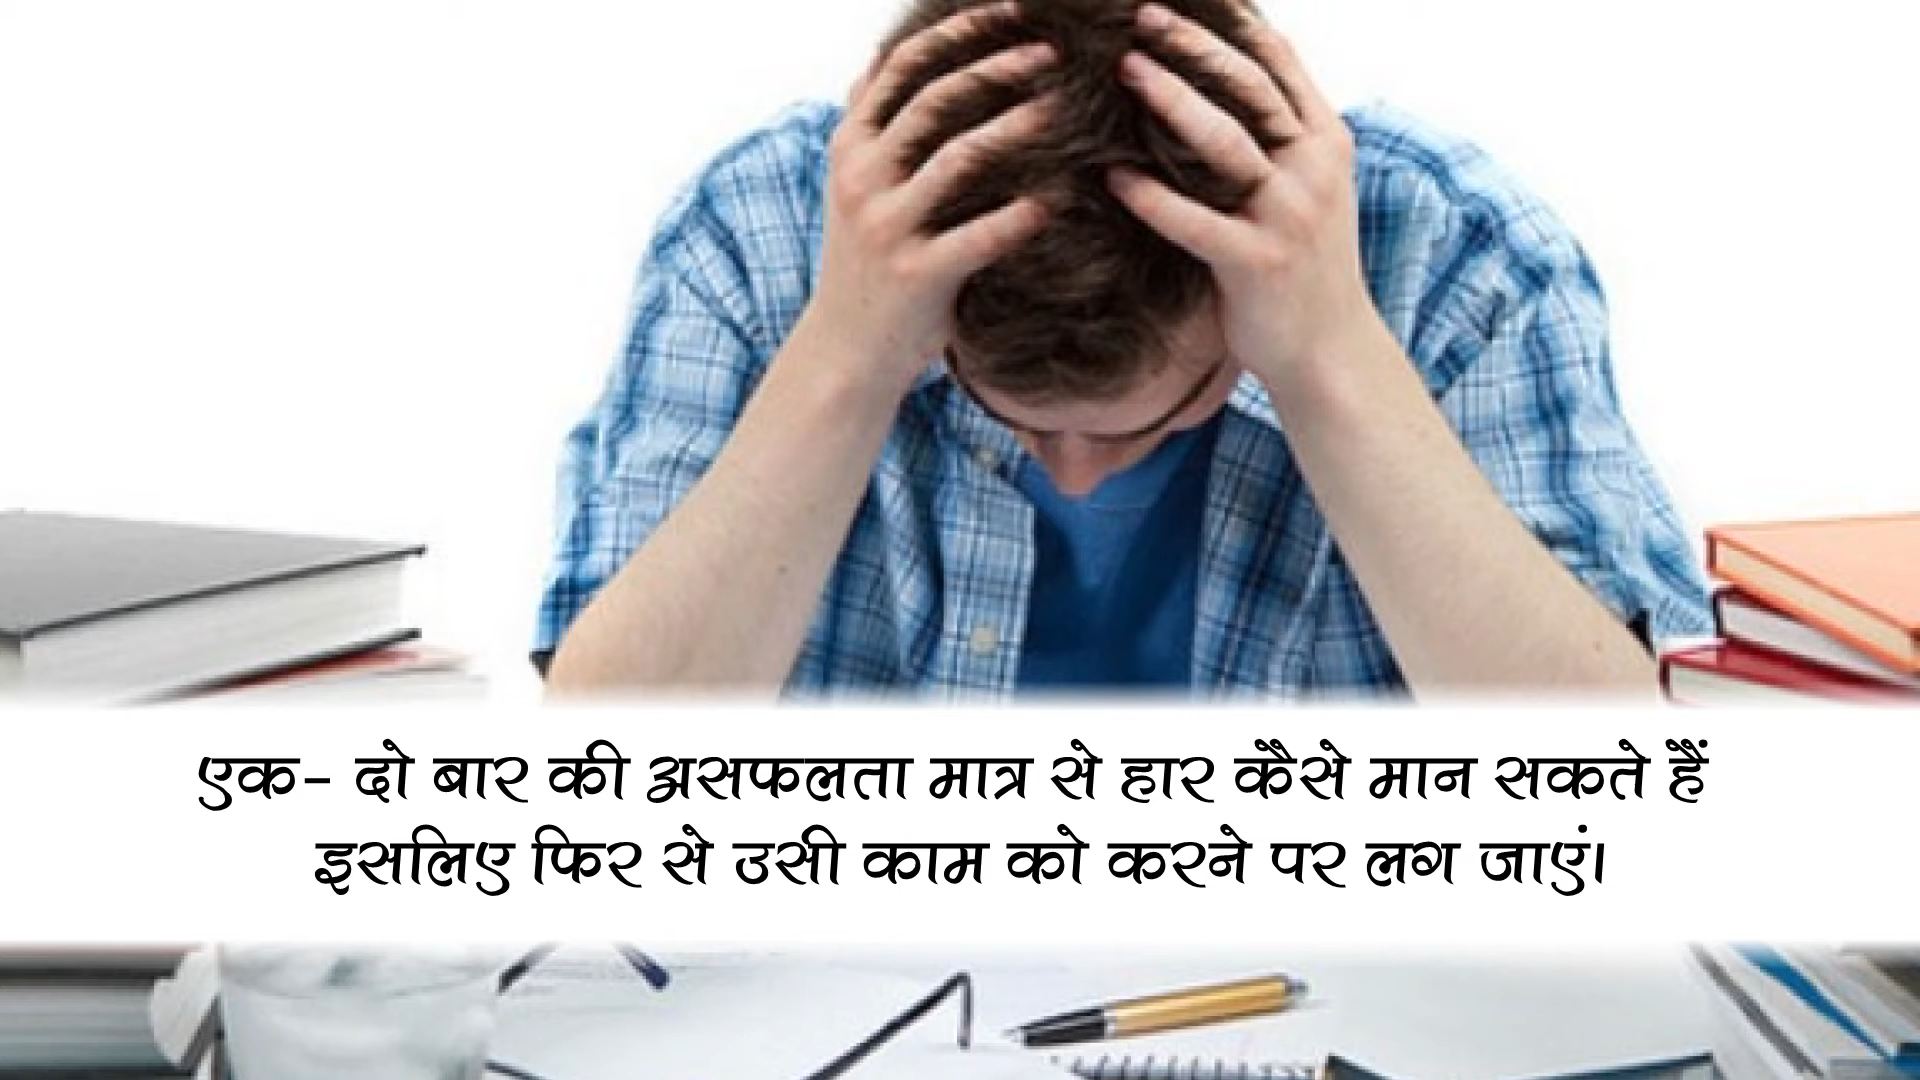 एक- दो बार की असफलता मात्र से हार कैसे मान सकते हैं
इसलिए फिर से उसी काम को करने पर लग जाएं।